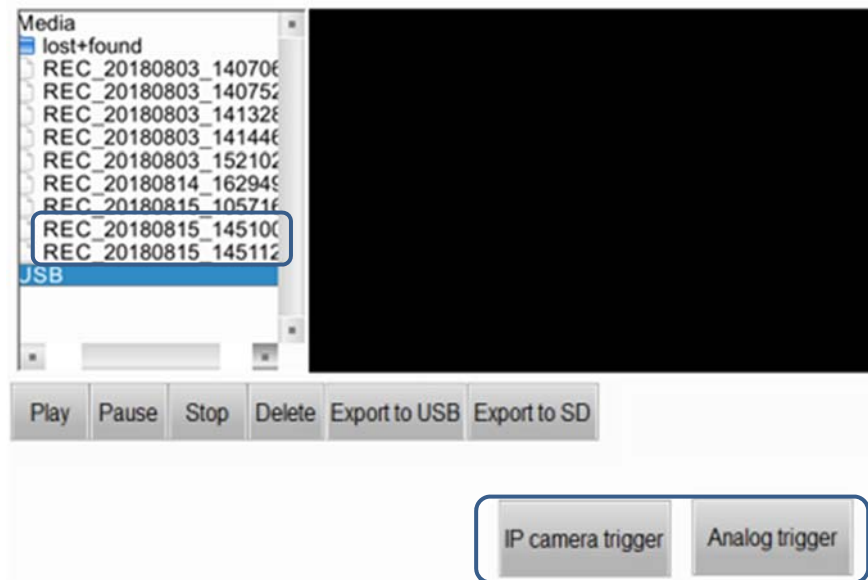 Media
lost+found
REC_20180803_140706
REC_20180803_140752
REC_20180803_141328
REC_20180803_141446
REC_20180803_152102
REC_20180814_162949
REC_20180815_105716
REC_20180815_145100
REC_20180815_145112
USB
Play Pause Stop Delete Export to USB Export to SD
IP camera trigger Analog trigger